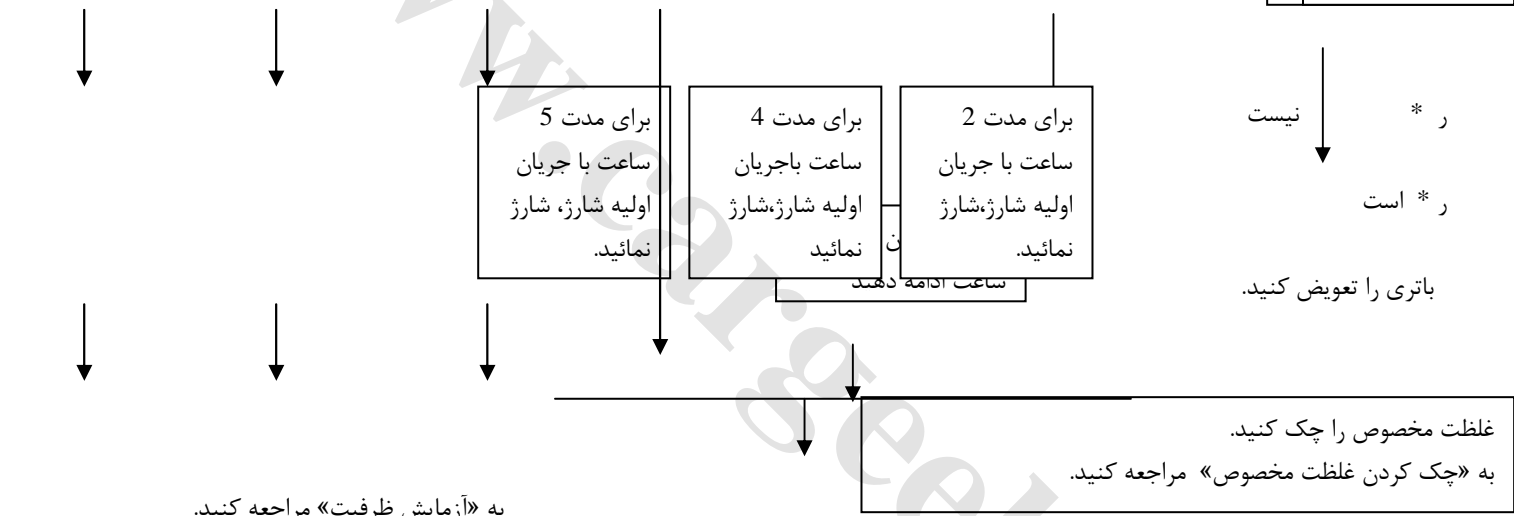 برای مدت 2
ساعت با جریان
اولیه شارژ،شارژ
نمائید.
برای مدت 4
ساعت باجریان
اولیه شارژ،شارژ
نمائید
برای مدت 5
ساعت با جریان
اولیه شارژ، شارژ
نمائید.
ن
ساعت ادامه دهند
ر * نیست
ر * است
باتری را تعویض کنید.
غلظت مخصوص را چک کنید.
به «چک کردن غلظت مخصوص» مراجعه کنید.
به «آزمایش ظرفیت» مراجعه کنید.